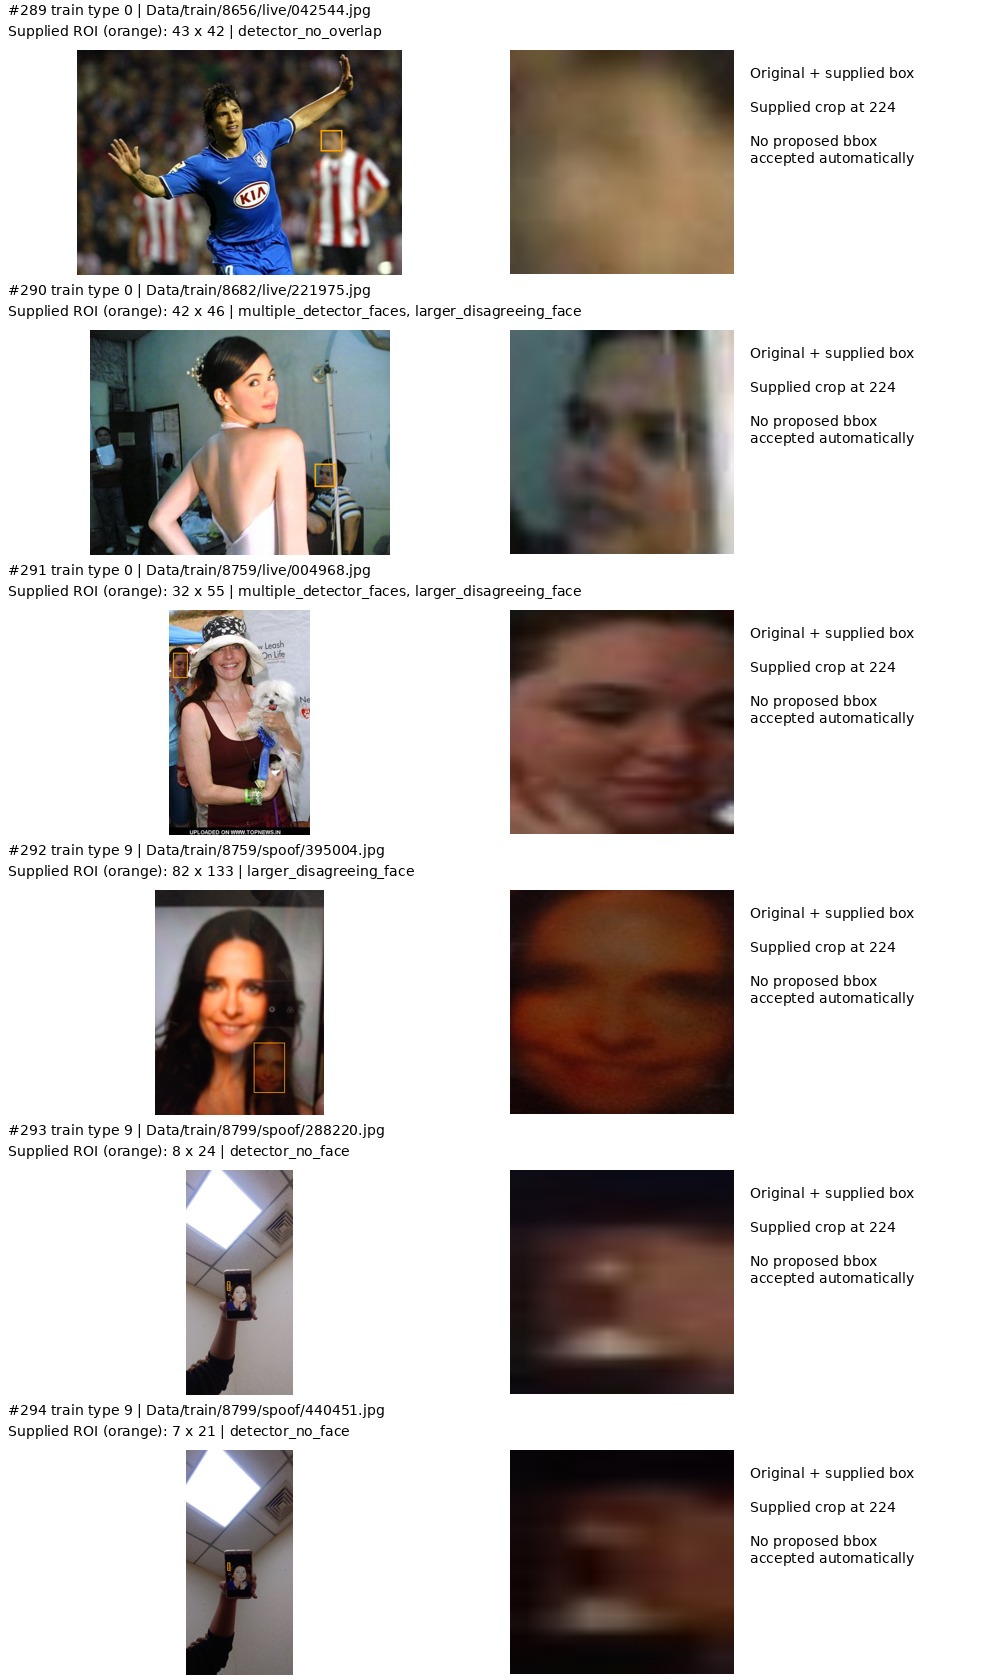 #289 train type 0 | Data/train/8656/live/042544.jpg
Supplied ROI (orange): 43 x 42 | detector_no_overlap
KIA
Original + supplied box
Supplied crop at 224
No proposed bbox
accepted automatically
#290 train type 0 | Data/train/8682/live/221975.jpg
Supplied ROI (orange): 42 x 46 | multiple_detector_faces, larger_disagreeing_face
Original + supplied box
Supplied crop at 224
No proposed bbox
accepted automatically
#291 train type 0 | Data/train/8759/live/004968.jpg
Supplied ROI (orange): 32 x 55 | multiple_detector_faces, larger_disagreeing_face
Leash
On Life
UPLOADED ON WWW.TOPNEWS.IN
Original + supplied box
Supplied crop at 224
No proposed bbox
accepted automatically
#292 train type 9 | Data/train/8759/spoof/395004.jpg
Supplied ROI (orange): 82 x 133 | larger_disagreeing_face
Original + supplied box
Supplied crop at 224
No proposed bbox
accepted automatically
#293 train type 9 | Data/train/8799/spoof/288220.jpg
Supplied ROI (orange): 8 x 24 | detector_no_face
Original + supplied box
Supplied crop at 224
No proposed bbox
accepted automatically
#294 train type 9 | Data/train/8799/spoof/440451.jpg
Supplied ROI (orange): 7 x 21 | detector_no_face
Original + supplied box
Supplied crop at 224
No proposed bbox
accepted automatically